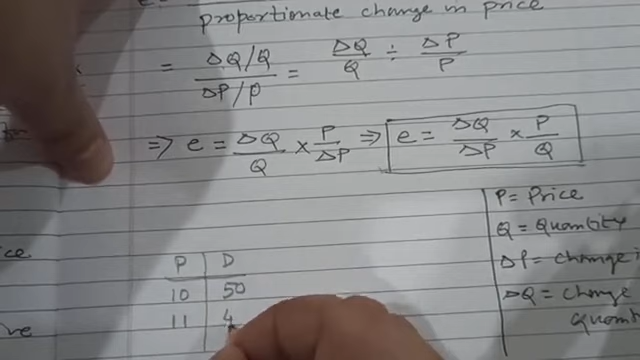 proportionate change in price
= ΔQ/Q / ΔP/P = ΔQ/Q ÷ ΔP/P
⇒ e = ΔQ/Q × P/ΔP ⇒ e = ΔQ/ΔP × P/Q
P = Price
Q = Quantity
ΔP = change
ΔQ = change
P D
10 50
11 4